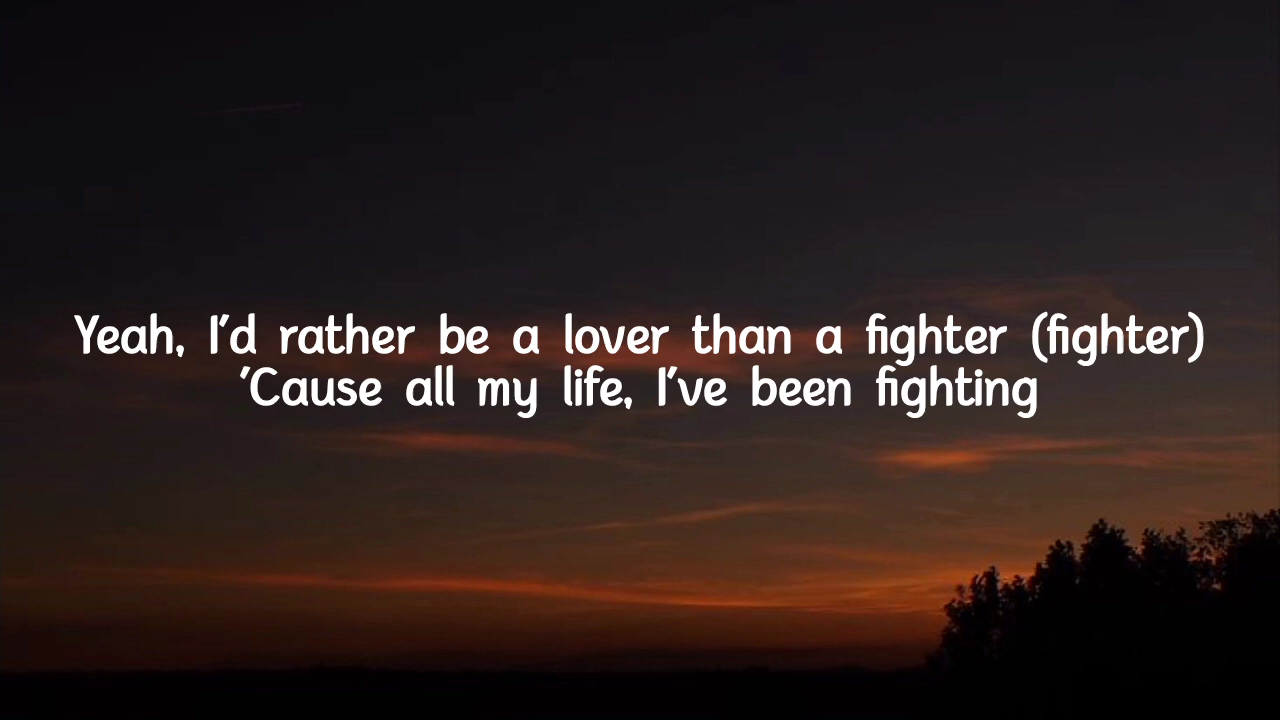 Yeah, I'd rather be a lover than a fighter (fighter)
'Cause all my life, I've been fighting